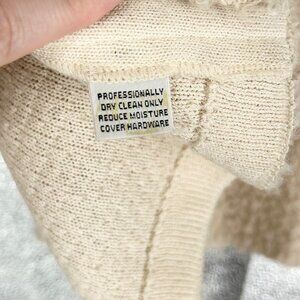 PROFESSIONALLY
DRY CLEAN ONLY
REDUCE MOISTURE
COVER HARDWARE